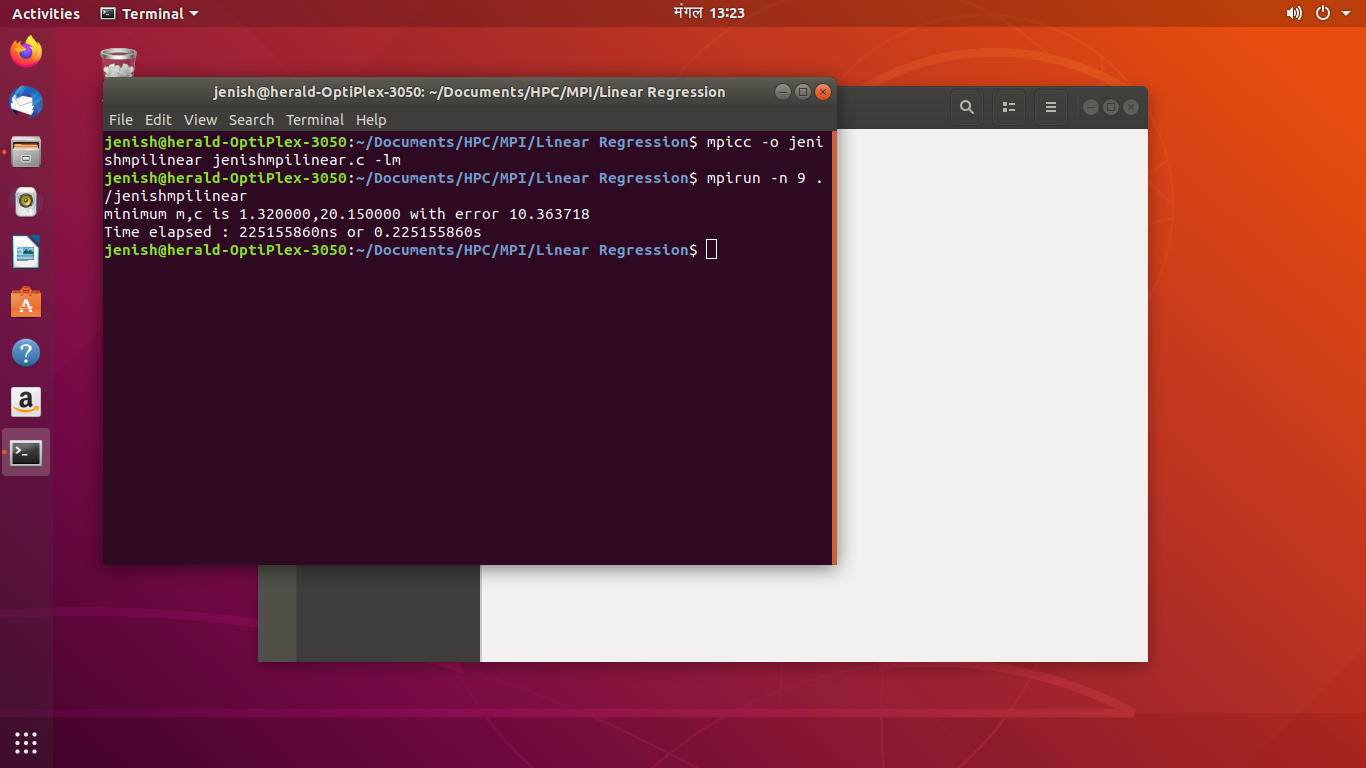 Activities Terminal मंगल 13:23
jenish@herald-OptiPlex-3050: ~/Documents/HPC/MPI/Linear Regression
File Edit View Search Terminal Help
jenish@herald-OptiPlex-3050:~/Documents/HPC/MPI/Linear Regression$ mpicc -o jeni
shmpilinear jenishmpilinear.c -lm
jenish@herald-OptiPlex-3050:~/Documents/HPC/MPI/Linear Regression$ mpirun -n 9 .
/jenishmpilinear
minimum m,c is 1.320000,20.150000 with error 10.363718
Time elapsed : 225155860ns or 0.225155860s
jenish@herald-OptiPlex-3050:~/Documents/HPC/MPI/Linear Regression$